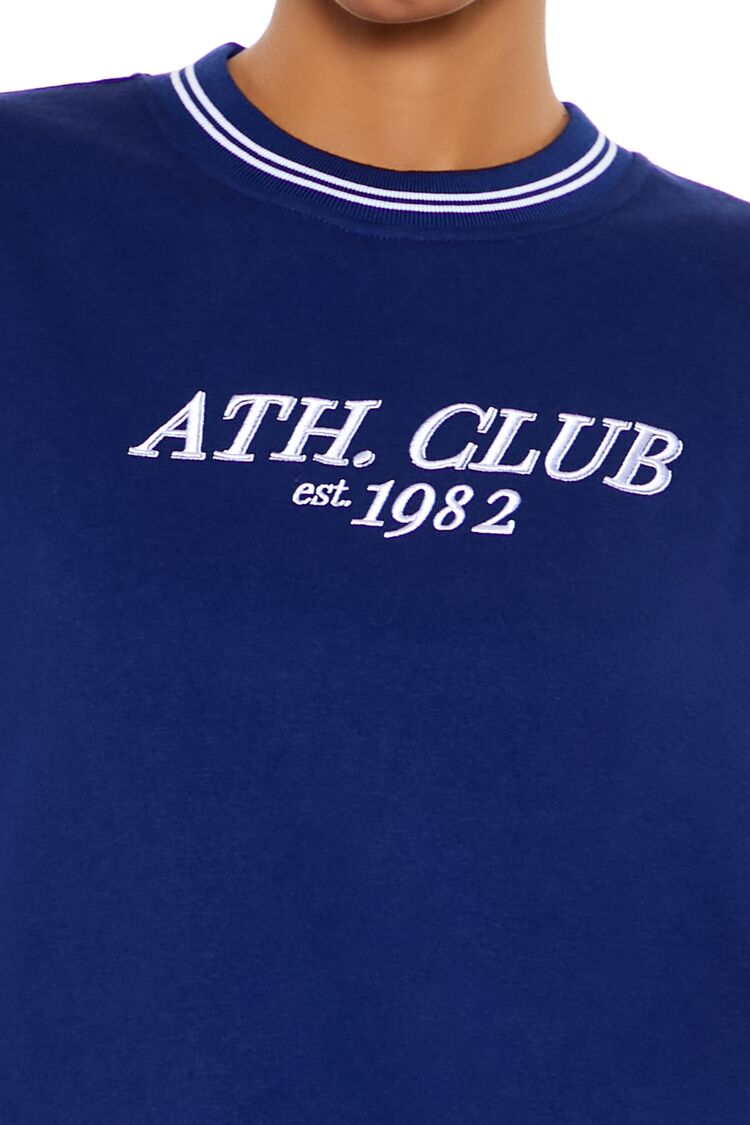 ATH. CLUB
est. 1982